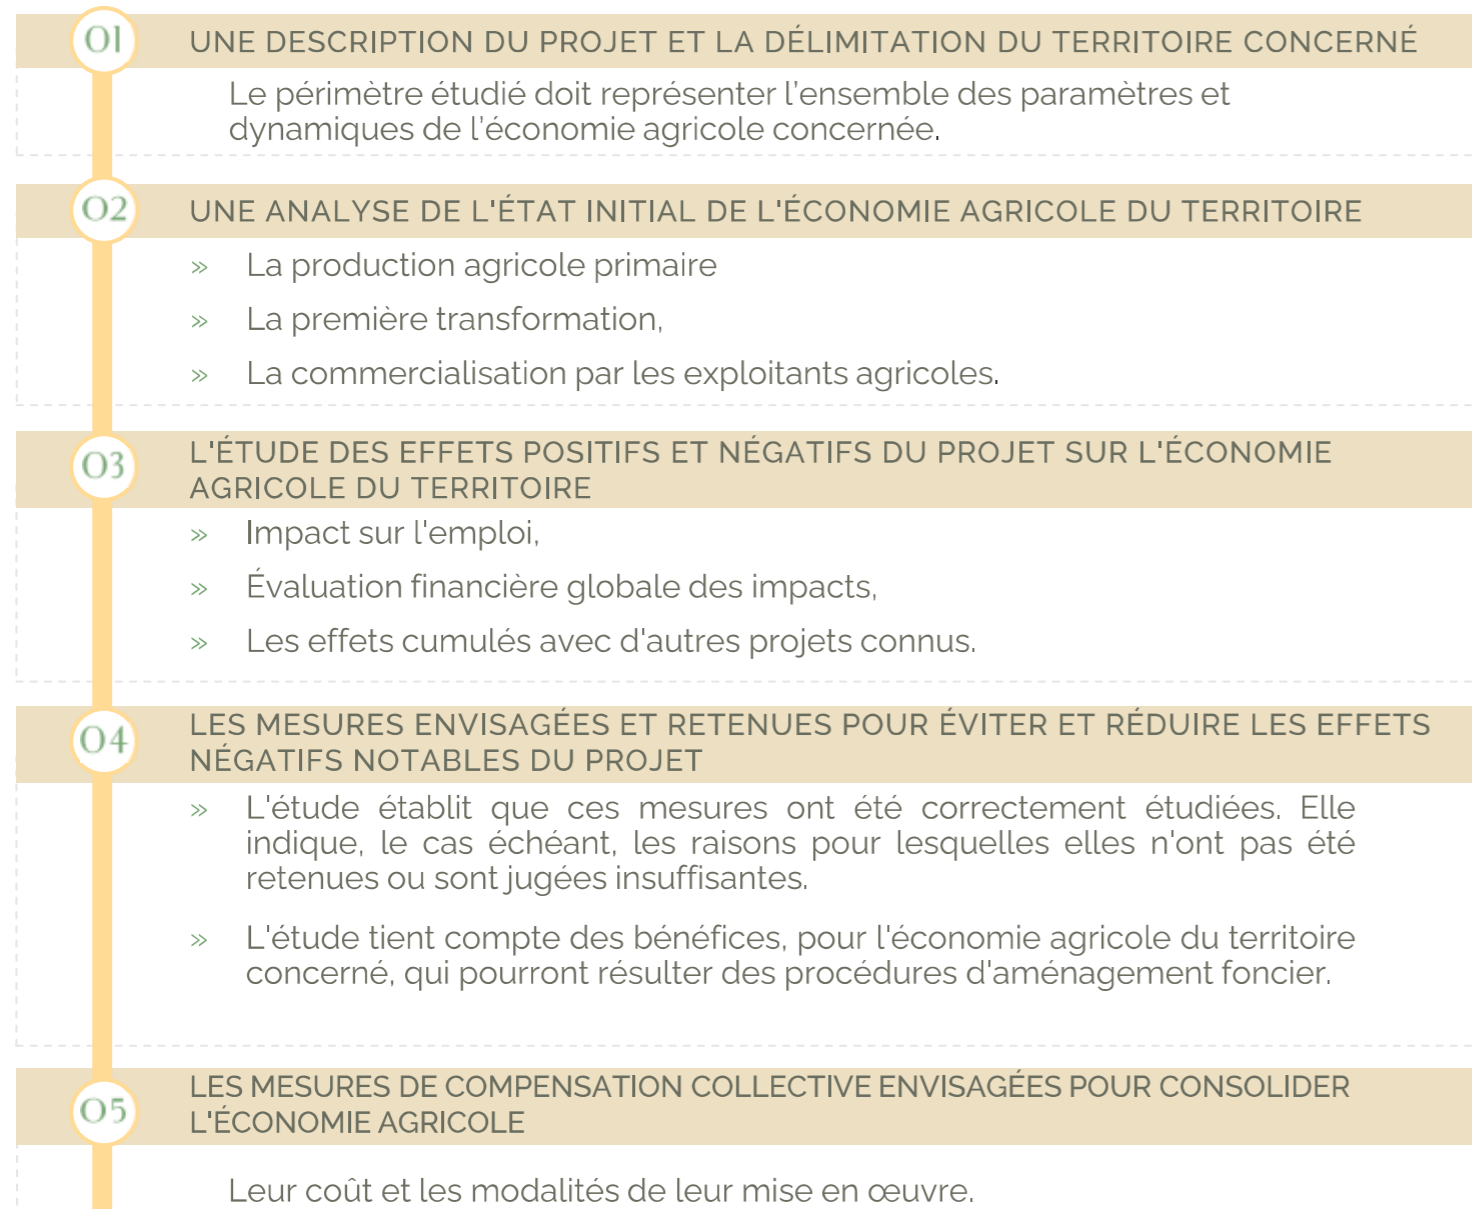 01
UNE DESCRIPTION DU PROJET ET LA DÉLIMITATION DU TERRITOIRE CONCERNÉ
Le périmètre étudié doit représenter l'ensemble des paramètres et
dynamiques de l'économie agricole concernée.
02
UNE ANALYSE DE L'ÉTAT INITIAL DE L'ÉCONOMIE AGRICOLE DU TERRITOIRE
» La production agricole primaire
» La première transformation,
» La commercialisation par les exploitants agricoles.
03
L'ÉTUDE DES EFFETS POSITIFS ET NÉGATIFS DU PROJET SUR L'ÉCONOMIE
AGRICOLE DU TERRITOIRE
» Impact sur l'emploi,
» Évaluation financière globale des impacts,
» Les effets cumulés avec d'autres projets connus.
04
LES MESURES ENVISAGÉES ET RETENUES POUR ÉVITER ET RÉDUIRE LES EFFETS
NÉGATIFS NOTABLES DU PROJET
» L'étude établit que ces mesures ont été correctement étudiées. Elle
indique, le cas échéant, les raisons pour lesquelles elles n'ont pas été
retenues ou sont jugées insuffisantes.
» L'étude tient compte des bénéfices, pour l'économie agricole du territoire
concerné, qui pourront résulter des procédures d'aménagement foncier.
05
LES MESURES DE COMPENSATION COLLECTIVE ENVISAGÉES POUR CONSOLIDER
L'ÉCONOMIE AGRICOLE
Leur coût et les modalités de leur mise en œuvre.